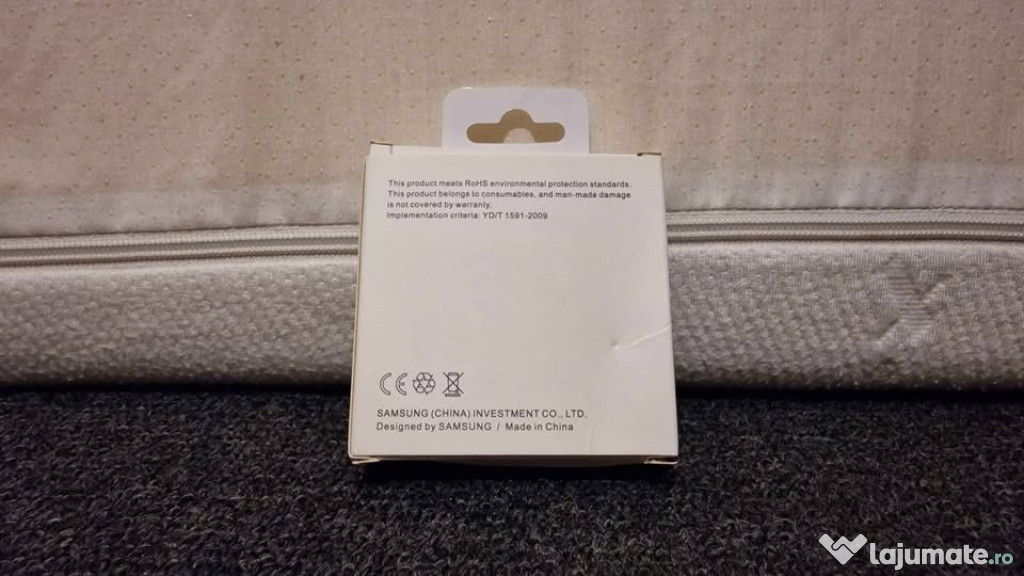 This product meets RoHS environmental protection standards.
This product belongs to consumables, and man-made damage
is not covered by warranty.
Implementation criteria: YD/T 1591-2009
CE
SAMSUNG (CHINA) INVESTMENT CO., LTD.
Designed by SAMSUNG / Made in China
lajumate.ro